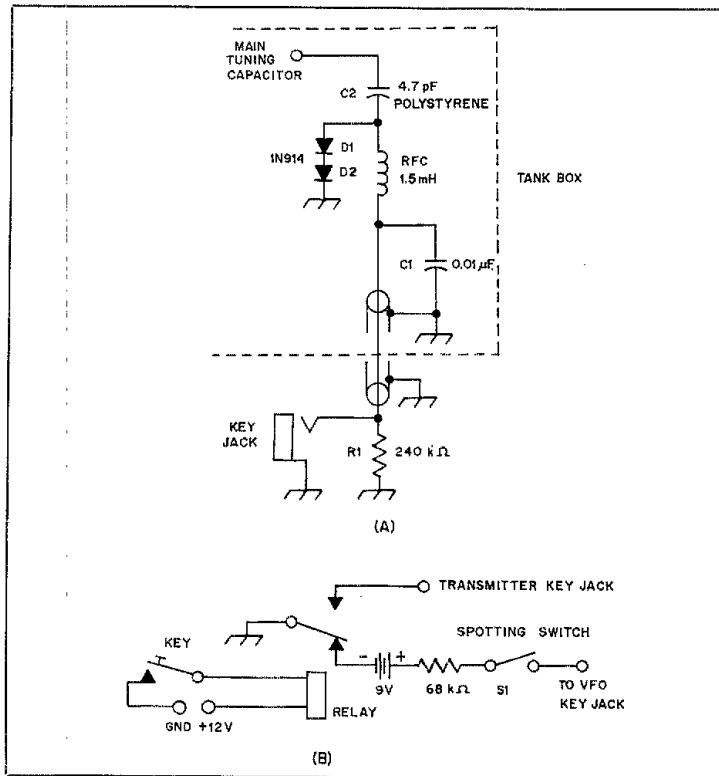 MAIN
TUNING
CAPACITOR
C2
4.7 pF
POLYSTYRENE
1N914
D1
D2
RFC
1.5mH
TANK BOX
C1
0.01 µF
KEY
JACK
R1
240 kΩ
(A)
TRANSMITTER KEY JACK
SPOTTING SWITCH
KEY
- +
9V
68 kΩ
S1
TO VFO
KEY JACK
GND +12V
RELAY
(B)